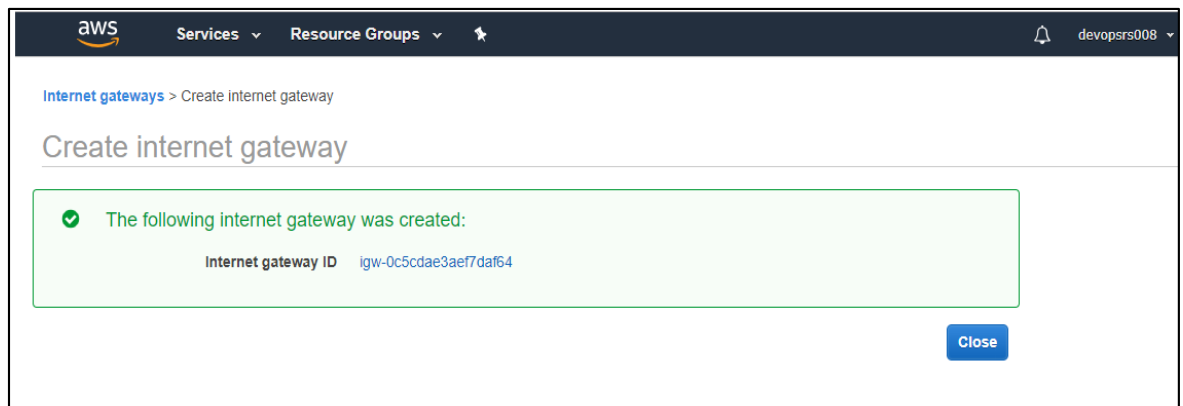 aws Services Resource Groups devopsrs008
Internet gateways > Create internet gateway
Create internet gateway
The following internet gateway was created:
Internet gateway ID igw-0c5cdae3aef7daf64
Close